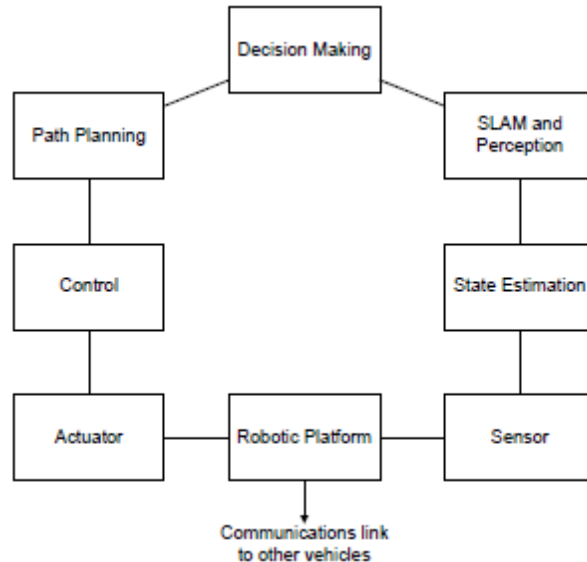 Decision Making
Path Planning
SLAM and
Perception
Control
State Estimation
Actuator
Robotic Platform
Sensor
Communications link
to other vehicles